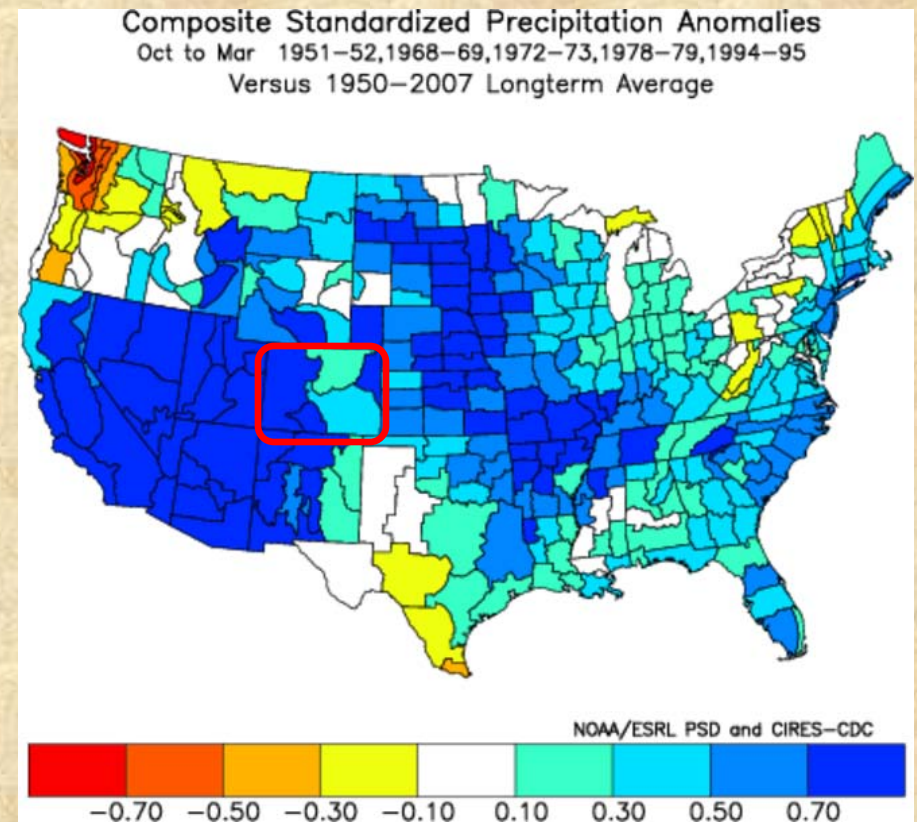 Composite Standardized Precipitation Anomalies
Oct to Mar 1951-52,1968-69,1972-73,1978-79,1994-95
Versus 1950-2007 Longterm Average
NOAA/ESRL PSD and CIRES-CDC
-0.70 -0.50 -0.30 -0.10 0.10 0.30 0.50 0.70